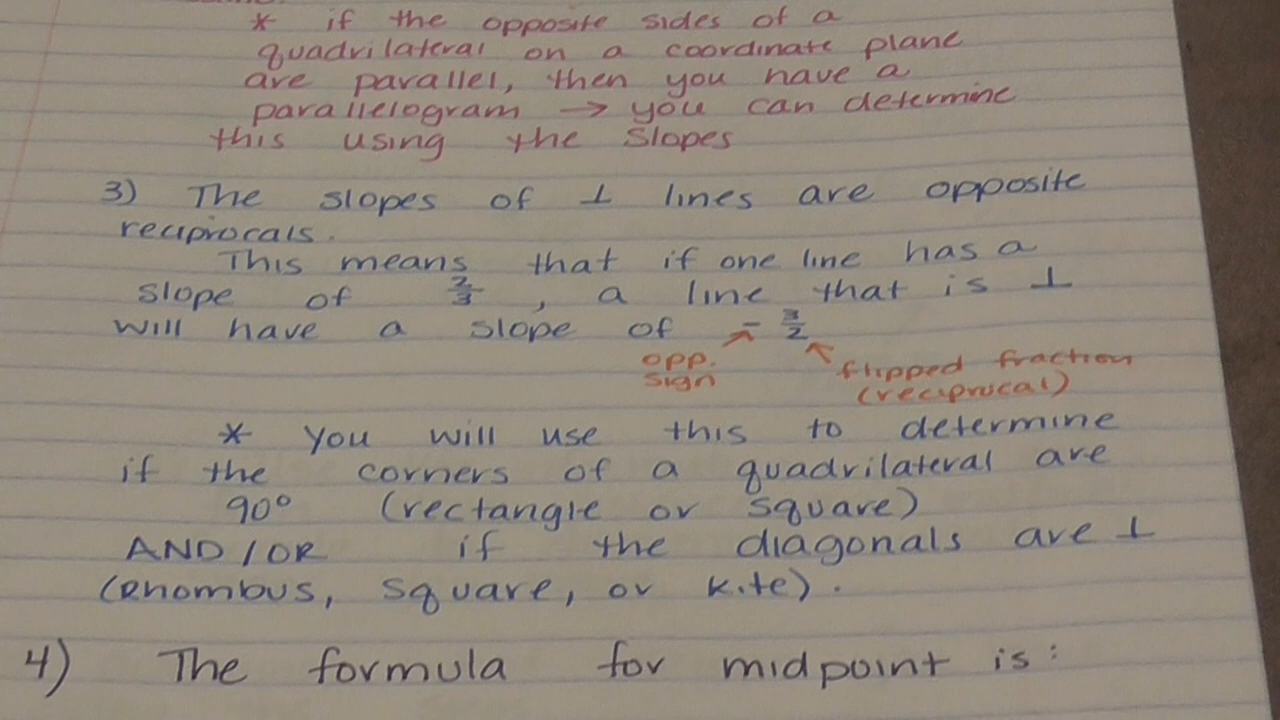 * if the opposite sides of a
quadrilateral on a coordinate plane
are parallel, then you have a
parallelogram → you can determine
this using the slopes
3) The slopes of ⊥ lines are opposite
reciprocals.
This means that if one line has a
slope of 2/3, a line that is ⊥
will have a slope of - 3/2
opp. sign
flipped fraction
(reciprocal)
* You will use this to determine
if the corners of a quadrilateral are
90° (rectangle or square)
AND/OR if the diagonals are ⊥
(Rhombus, square, or kite).
4) The formula for midpoint is: